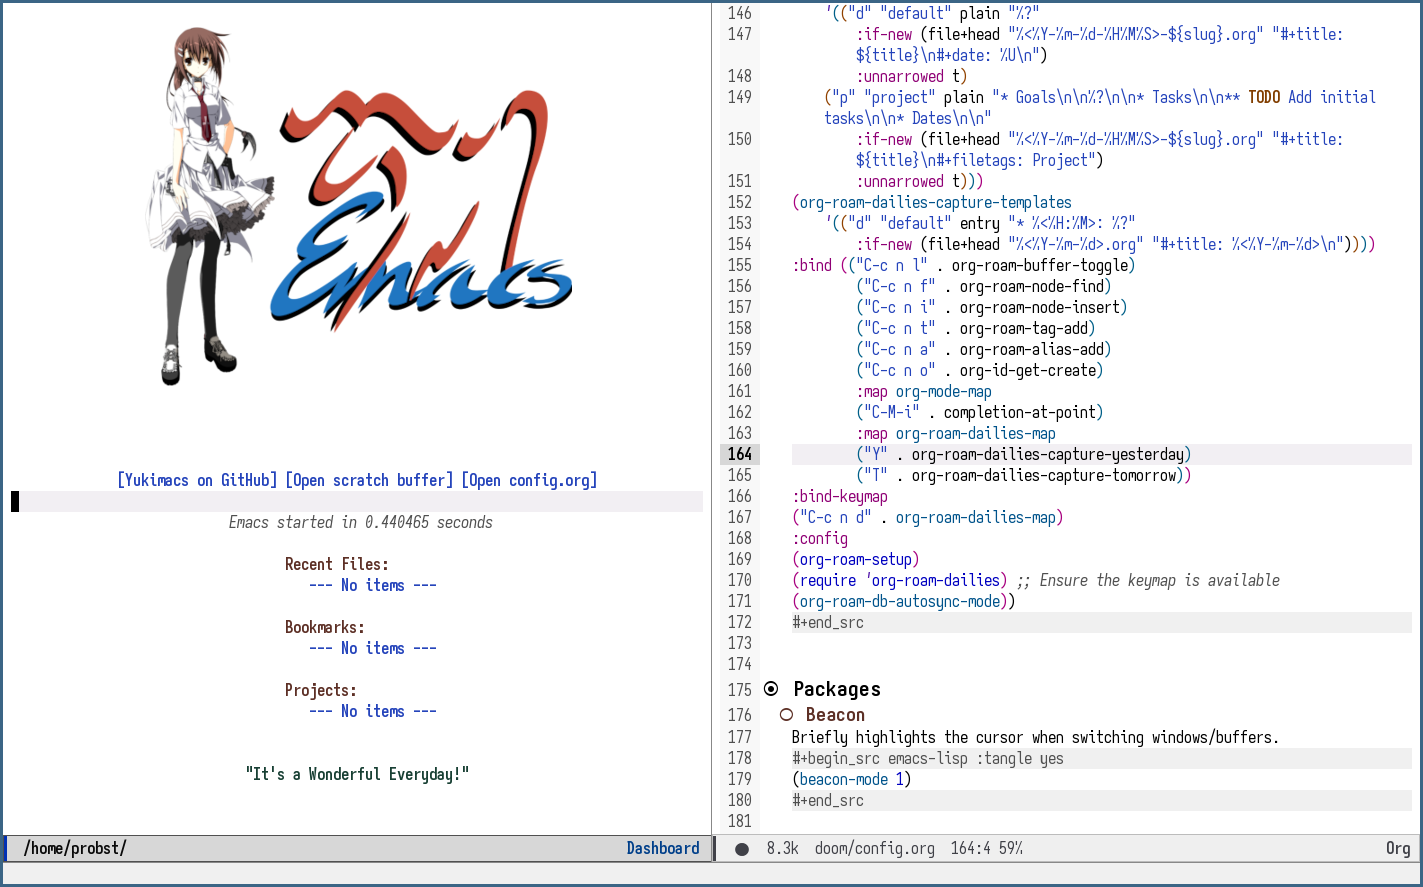 Emacs
[Yukimacs on GitHub] [Open scratch buffer] [Open config.org]
Emacs started in 0.440465 seconds
Recent Files:
--- No items ---
Bookmarks:
--- No items ---
Projects:
--- No items ---
"It's a Wonderful Everyday!"
/home/probst/ Dashboard
146 '(("d" "default" plain "%?"
147 :if-new (file+head "%<%Y-%m-%d-%H%M%S>-${slug}.org" "#+title:
${title}\n#+date: %U\n")
148 :unnarrowed t)
149 ("p" "project" plain "* Goals\n\n%?\n\n* Tasks\n\n** TODO Add initial
tasks\n\n* Dates\n\n"
150 :if-new (file+head "%<%Y-%m-%d-%H%M%S>-${slug}.org" "#+title:
${title}\n#+filetags: Project")
151 :unnarrowed t)))
152 (org-roam-dailies-capture-templates
153 '(("d" "default" entry "* %<%H:%M>: %?"
154 :if-new (file+head "%<%Y-%m-%d>.org" "#+title: %<%Y-%m-%d>\n"))))
155 :bind (("C-c n l" . org-roam-buffer-toggle)
156 ("C-c n f" . org-roam-node-find)
157 ("C-c n i" . org-roam-node-insert)
158 ("C-c n t" . org-roam-tag-add)
159 ("C-c n a" . org-roam-alias-add)
160 ("C-c n o" . org-id-get-create)
161 :map org-mode-map
162 ("C-M-i" . completion-at-point)
163 :map org-roam-dailies-map
164 ("Y" . org-roam-dailies-capture-yesterday)
165 ("T" . org-roam-dailies-capture-tomorrow))
166 :bind-keymap
167 ("C-c n d" . org-roam-dailies-map)
168 :config
169 (org-roam-setup)
170 (require 'org-roam-dailies) ;; Ensure the keymap is available
171 (org-roam-db-autosync-mode))
172 #+end_src
173
174
175 Packages
176 Beacon
177 Briefly highlights the cursor when switching windows/buffers.
178 #+begin_src emacs-lisp :tangle yes
179 (beacon-mode 1)
180 #+end_src
181
8.3k doom/config.org 164:4 59% Org